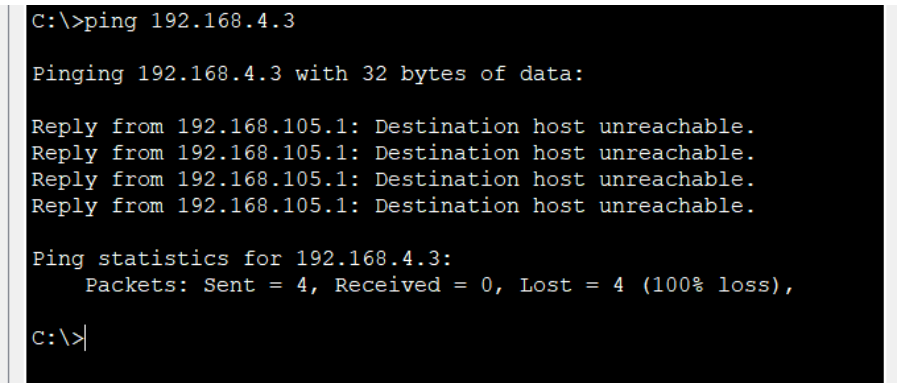 C:\>ping 192.168.4.3
Pinging 192.168.4.3 with 32 bytes of data:
Reply from 192.168.105.1: Destination host unreachable.
Reply from 192.168.105.1: Destination host unreachable.
Reply from 192.168.105.1: Destination host unreachable.
Reply from 192.168.105.1: Destination host unreachable.
Ping statistics for 192.168.4.3:
    Packets: Sent = 4, Received = 0, Lost = 4 (100% loss),
C:\>